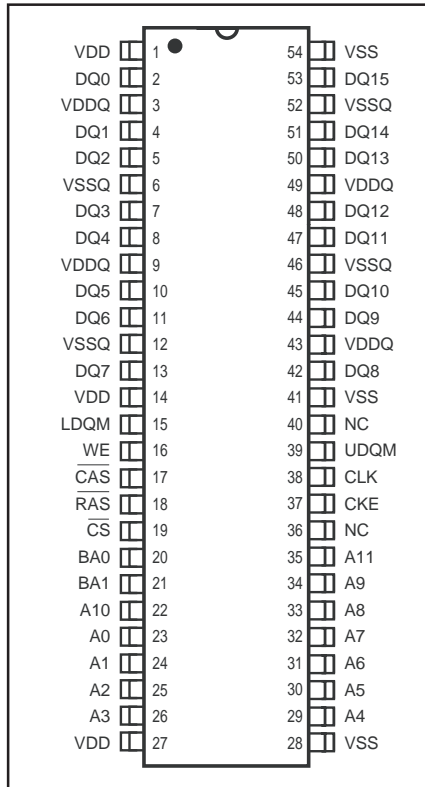 VDD 1 54 VSS
DQ0 2 53 DQ15
VDDQ 3 52 VSSQ
DQ1 4 51 DQ14
DQ2 5 50 DQ13
VSSQ 6 49 VDDQ
DQ3 7 48 DQ12
DQ4 8 47 DQ11
VDDQ 9 46 VSSQ
DQ5 10 45 DQ10
DQ6 11 44 DQ9
VSSQ 12 43 VDDQ
DQ7 13 42 DQ8
VDD 14 41 VSS
LDQM 15 40 NC
WE 16 39 UDQM
C̅A̅S̅ 17 38 CLK
R̅A̅S̅ 18 37 CKE
C̅S̅ 19 36 NC
BA0 20 35 A11
BA1 21 34 A9
A10 22 33 A8
A0 23 32 A7
A1 24 31 A6
A2 25 30 A5
A3 26 29 A4
VDD 27 28 VSS